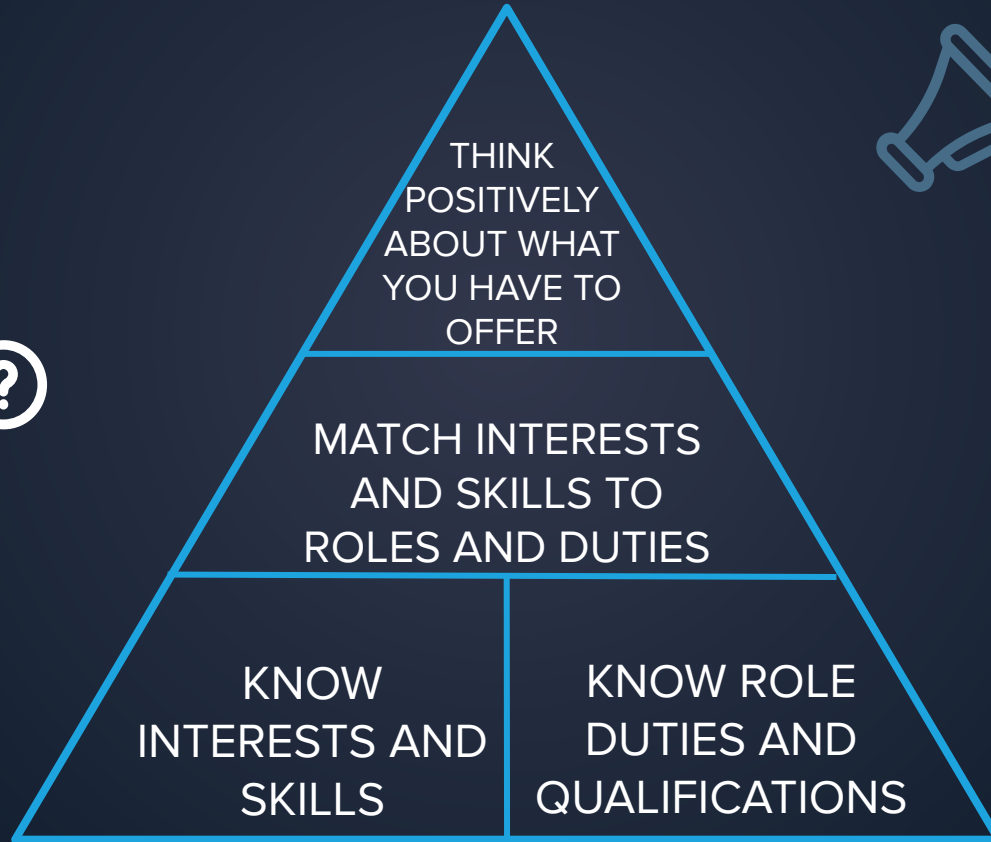 THINK
POSITIVELY
ABOUT WHAT
YOU HAVE TO
OFFER
MATCH INTERESTS
AND SKILLS TO
ROLES AND DUTIES
KNOW
INTERESTS AND
SKILLS
KNOW ROLE
DUTIES AND
QUALIFICATIONS
?